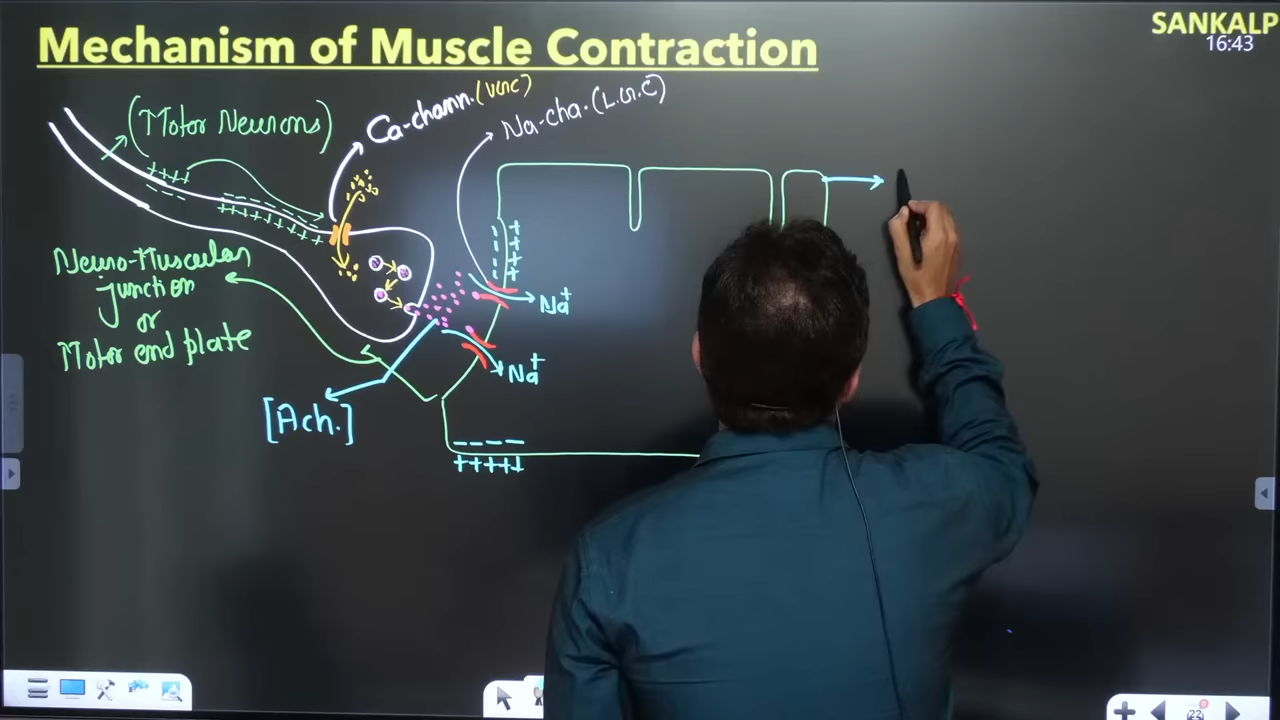 Mechanism of Muscle Contraction
SANKALP
16:43
(Motor Neurons)
Ca-chann. (V.G.C)
Na-cha. (L.G.C)
+ + + +
- - - -
- - - - - -
+ + + + + + +
Neuro-Muscular
junction
or
Motor end plate
Na+
Na+
[Ach.]
- - - -
+ + + + +
22